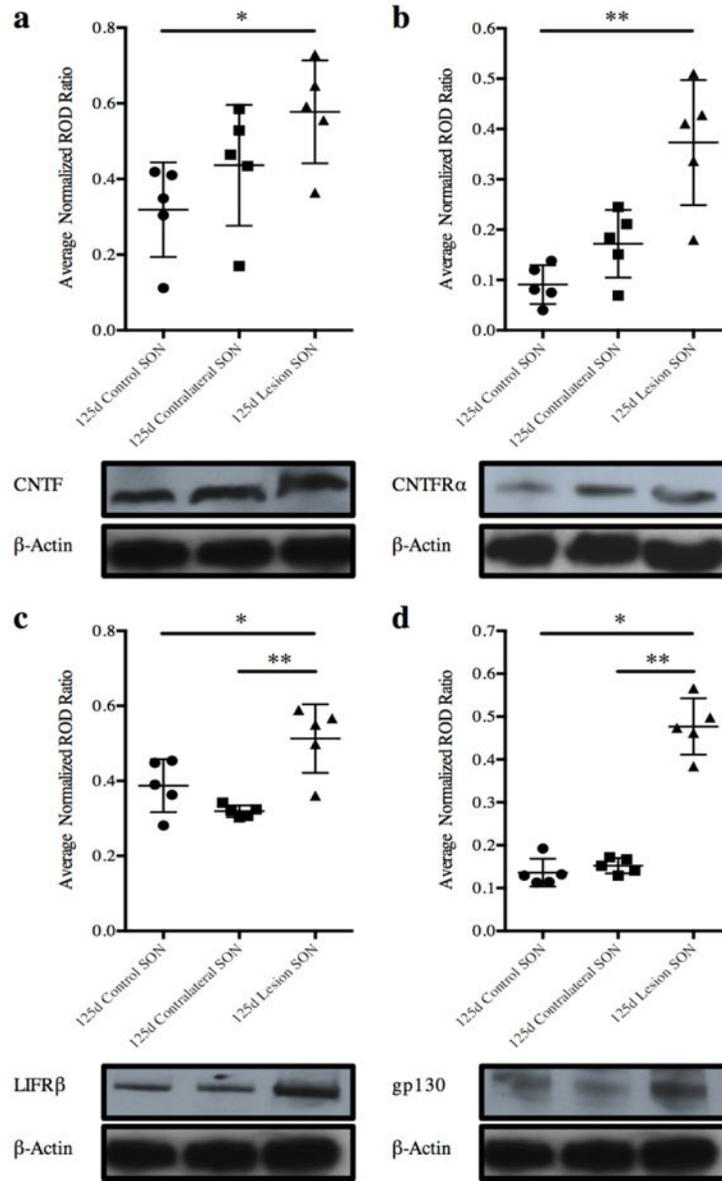 a
*
0.8
0.6
0.4
0.2
0.0
Average Normalized ROD Ratio
125d Control SON
125d Contralateral SON
125d Lesion SON
CNTF
β-Actin
b
**
0.6
0.5
0.4
0.3
0.2
0.1
0.0
Average Normalized ROD Ratio
125d Control SON
125d Contralateral SON
125d Lesion SON
CNTFRα
β-Actin
c
*
**
0.8
0.6
0.4
0.2
0.0
Average Normalized ROD Ratio
125d Control SON
125d Contralateral SON
125d Lesion SON
LIFRβ
β-Actin
d
*
**
0.7
0.6
0.5
0.4
0.3
0.2
0.1
0.0
Average Normalized ROD Ratio
125d Control SON
125d Contralateral SON
125d Lesion SON
gp130
β-Actin